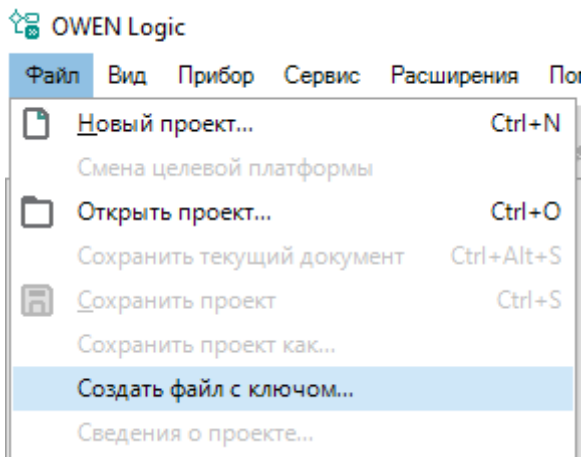 OWEN Logic
Файл Вид Прибор Сервис Расширения
Новый проект... Ctrl+N
Смена целевой платформы
Открыть проект... Ctrl+O
Сохранить текущий документ Ctrl+Alt+S
Сохранить проект Ctrl+S
Сохранить проект как...
Создать файл с ключом...
Сведения о проекте...